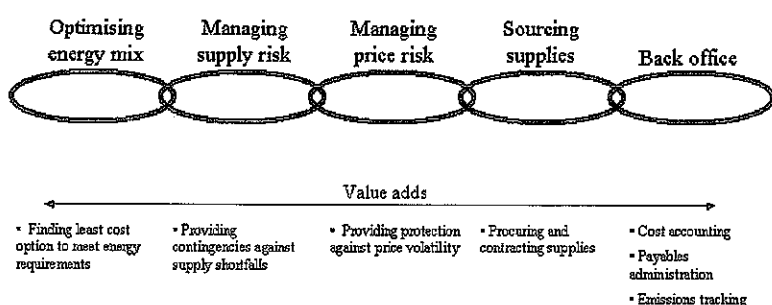 Optimising
energy mix
Managing
supply risk
Managing
price risk
Sourcing
supplies
Back office
Value adds
▪ Finding least cost
option to meet energy
requirements
▪ Providing
contingencies against
supply shortfalls
▪ Providing protection
against price volatility
▪ Procuring and
contracting supplies
▪ Cost accounting
▪ Payables
administration
▪ Emissions tracking